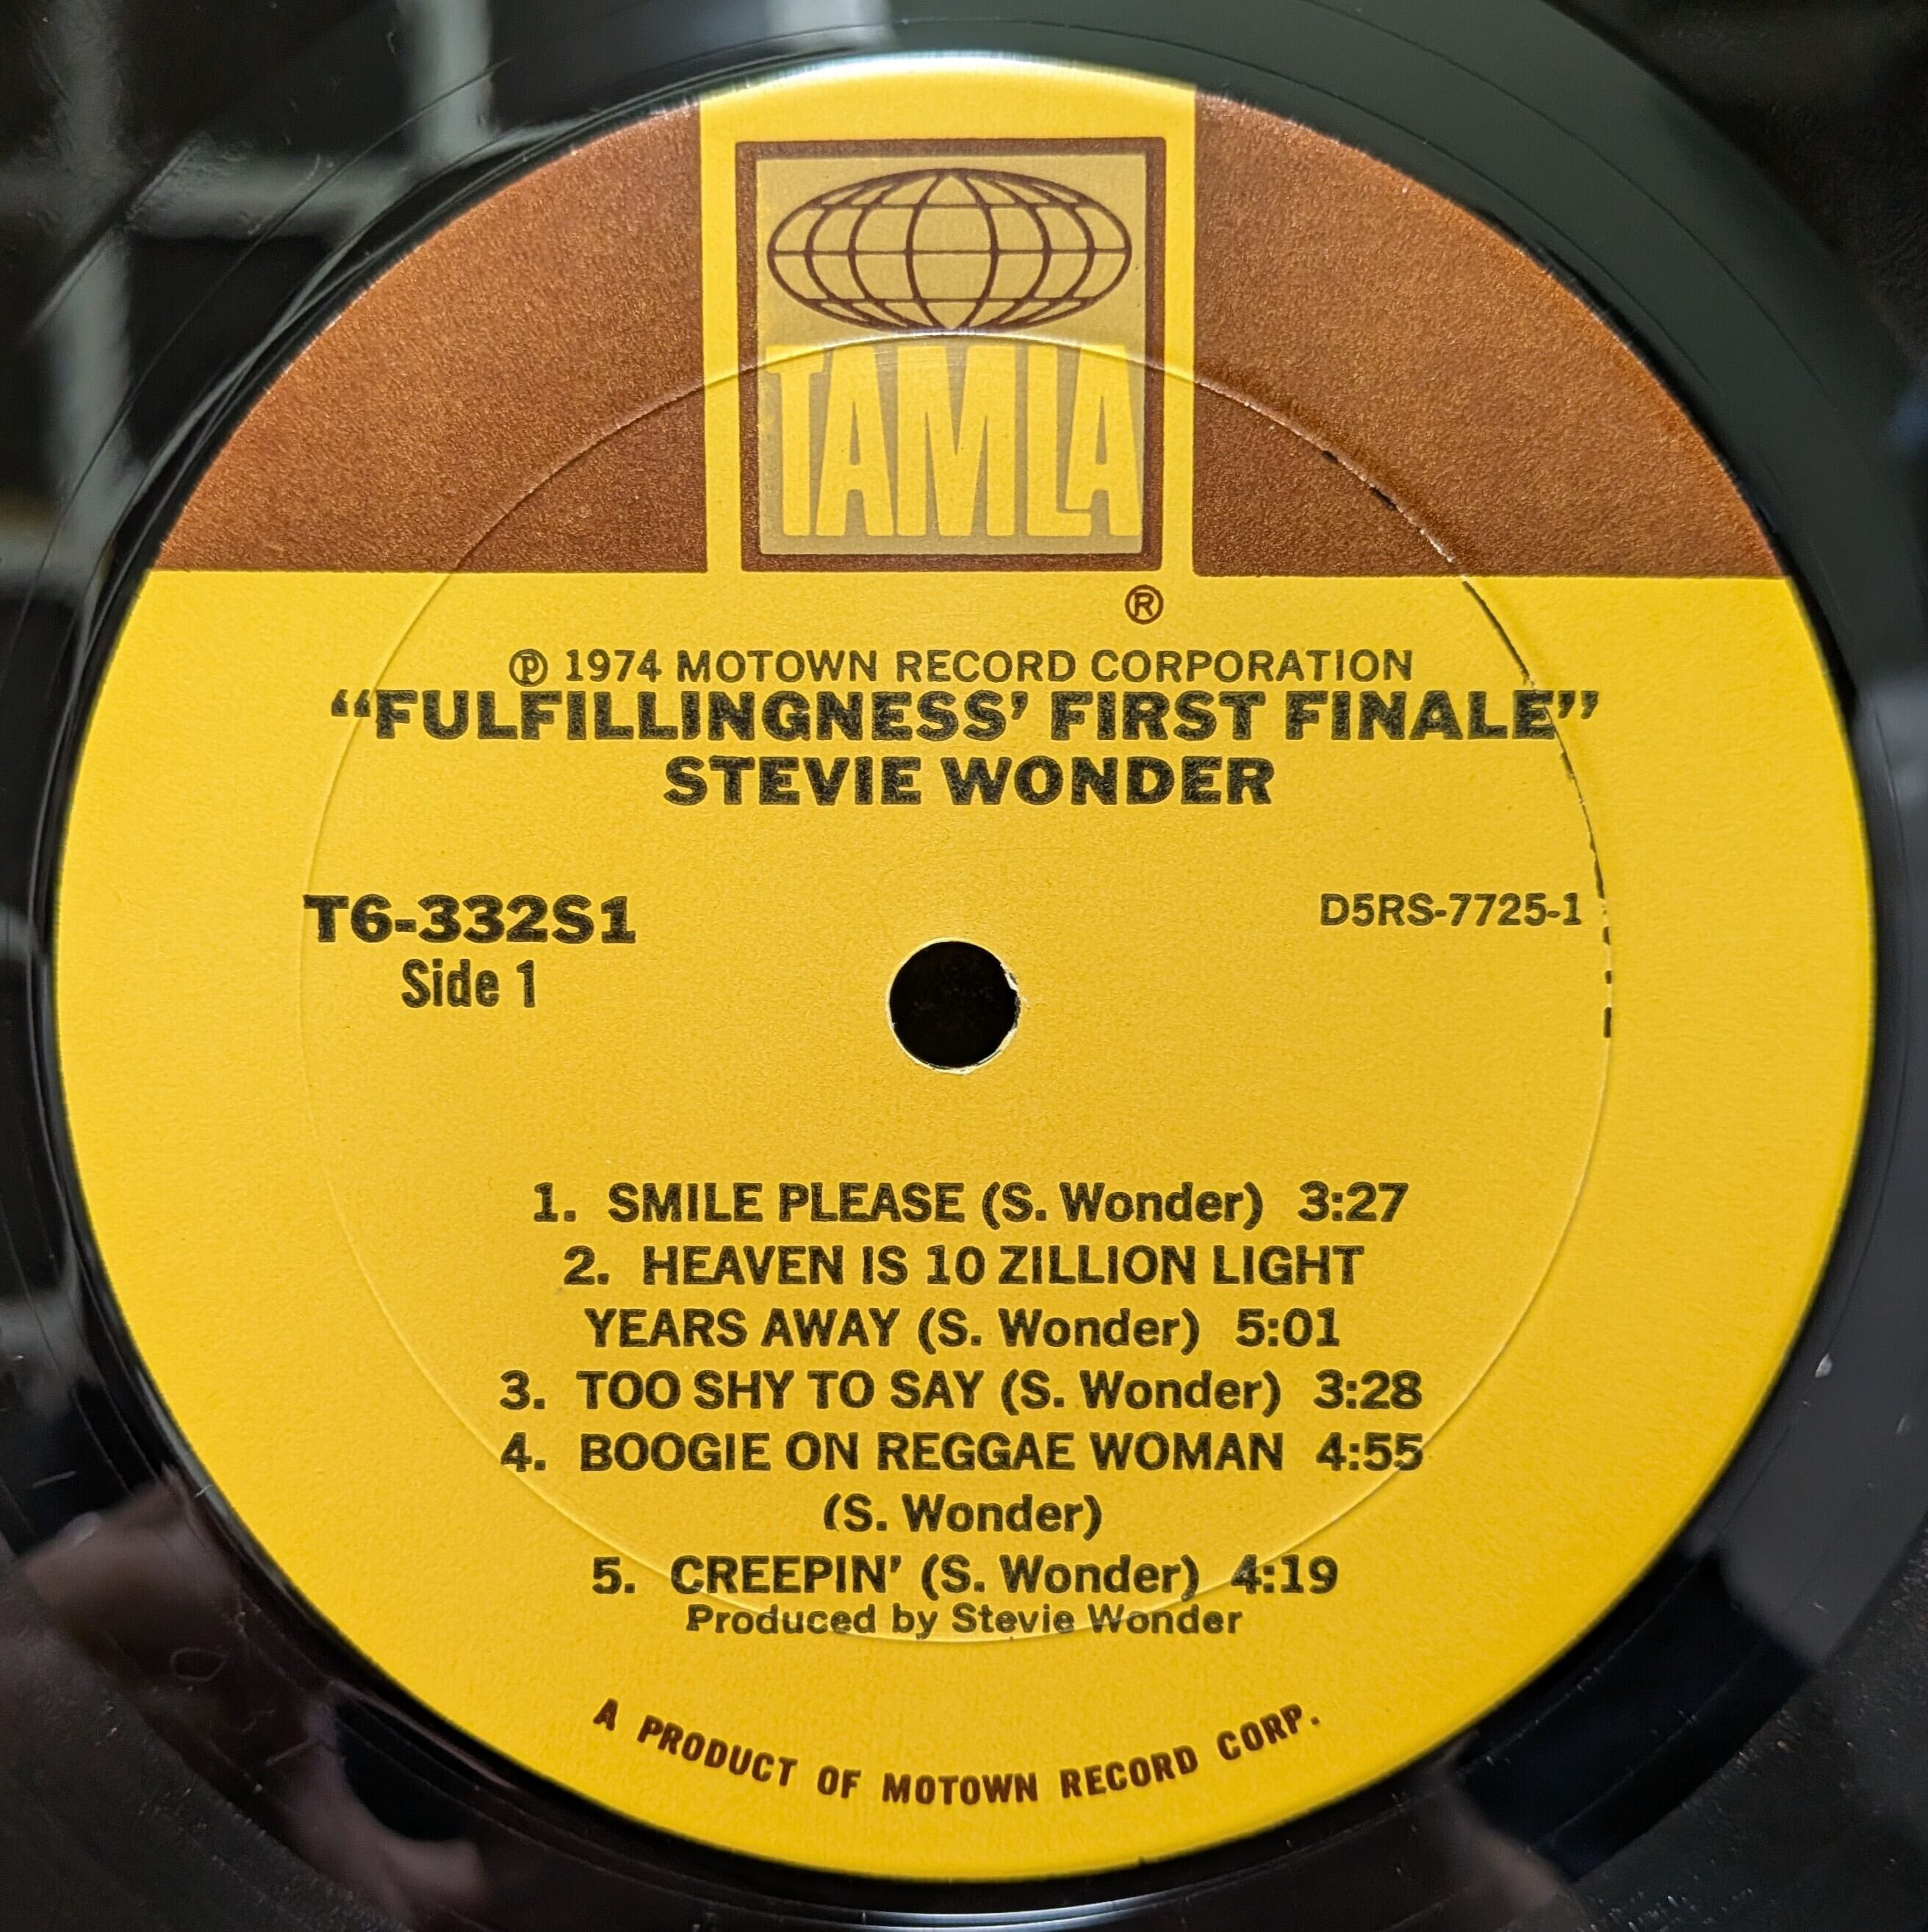 TAMLA
®
℗ 1974 MOTOWN RECORD CORPORATION
“FULFILLINGNESS’ FIRST FINALE”
STEVIE WONDER
T6-332S1
D5RS-7725-1
Side 1
1. SMILE PLEASE (S. Wonder) 3:27
2. HEAVEN IS 10 ZILLION LIGHT
YEARS AWAY (S. Wonder) 5:01
3. TOO SHY TO SAY (S. Wonder) 3:28
4. BOOGIE ON REGGAE WOMAN 4:55
(S. Wonder)
5. CREEPIN’ (S. Wonder) 4:19
Produced by Stevie Wonder
A PRODUCT OF MOTOWN RECORD CORP.